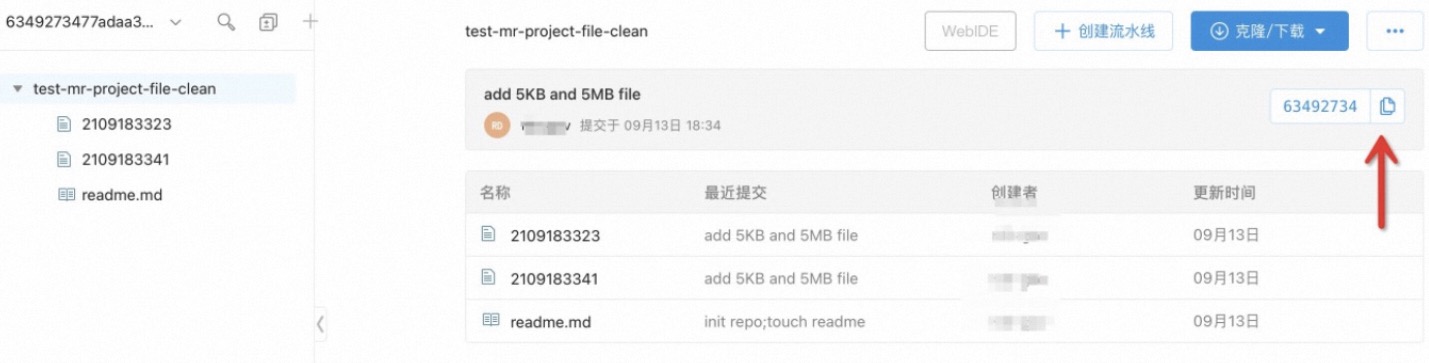 6349273477adaa3...
test-mr-project-file-clean
2109183323
2109183341
readme.md
test-mr-project-file-clean
WebIDE
创建流水线
克隆/下载
add 5KB and 5MB file
RD
提交于 09月13日 18:34
63492734
名称 最近提交 创建者 更新时间
2109183323 add 5KB and 5MB file 09月13日
2109183341 add 5KB and 5MB file 09月13日
readme.md init repo;touch readme 09月13日